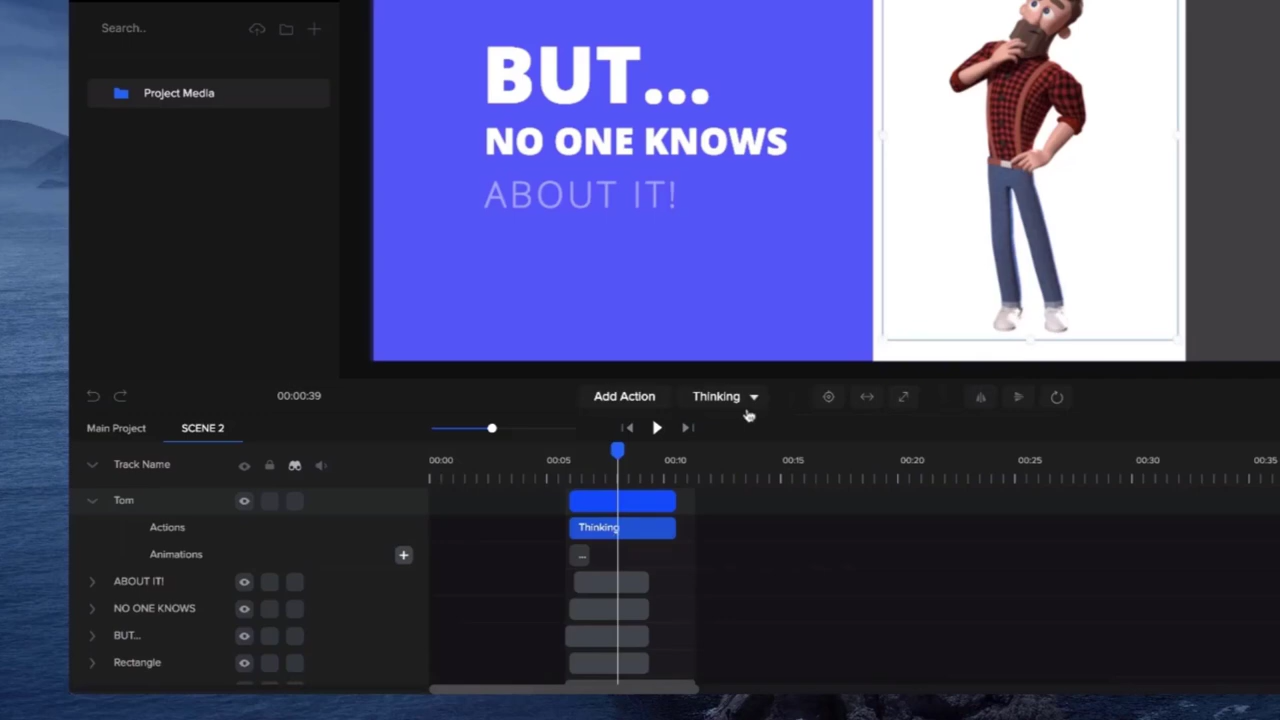 Search..
Project Media
BUT...
NO ONE KNOWS
ABOUT IT!
00:00:39
Add Action
Thinking
Main Project
SCENE 2
Track Name
00:00
00:05
00:10
00:15
00:20
00:25
00:30
00:35
Tom
Actions
Thinking
Animations
...
ABOUT IT!
NO ONE KNOWS
BUT...
Rectangle